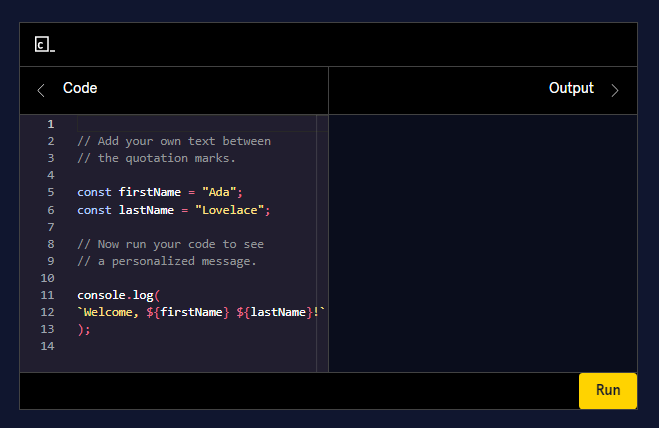 c_
Code
Output
1
2 // Add your own text between
3 // the quotation marks.
4
5 const firstName = "Ada";
6 const lastName = "Lovelace";
7
8 // Now run your code to see
9 // a personalized message.
10
11 console.log(
12 `Welcome, ${firstName} ${lastName}!`
13 );
14
Run